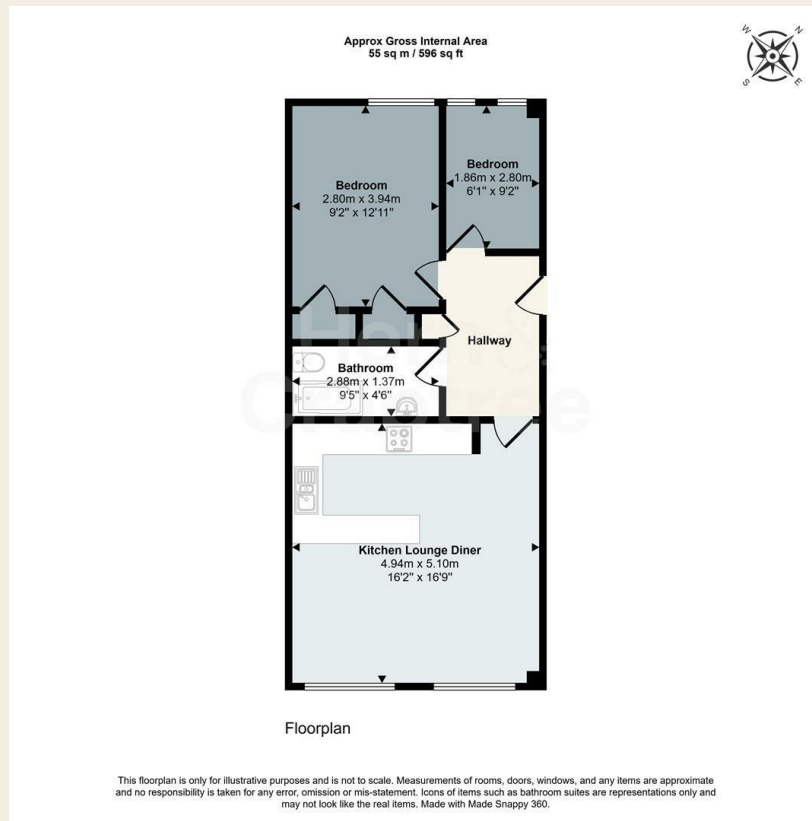 Approx Gross Internal Area
55 sq m / 596 sq ft
W N
S E
Bedroom
1.86m x 2.80m
6'1" x 9'2"
Bedroom
2.80m x 3.94m
9'2" x 12'11"
Hallway
Bathroom
2.88m x 1.37m
9'5" x 4'6"
Kitchen Lounge Diner
4.94m x 5.10m
16'2" x 16'9"
Floorplan
This floorplan is only for illustrative purposes and is not to scale. Measurements of rooms, doors, windows, and any items are approximate
and no responsibility is taken for any error, omission or mis-statement. Icons of items such as bathroom suites are representations only and
may not look like the real items. Made with Made Snappy 360.